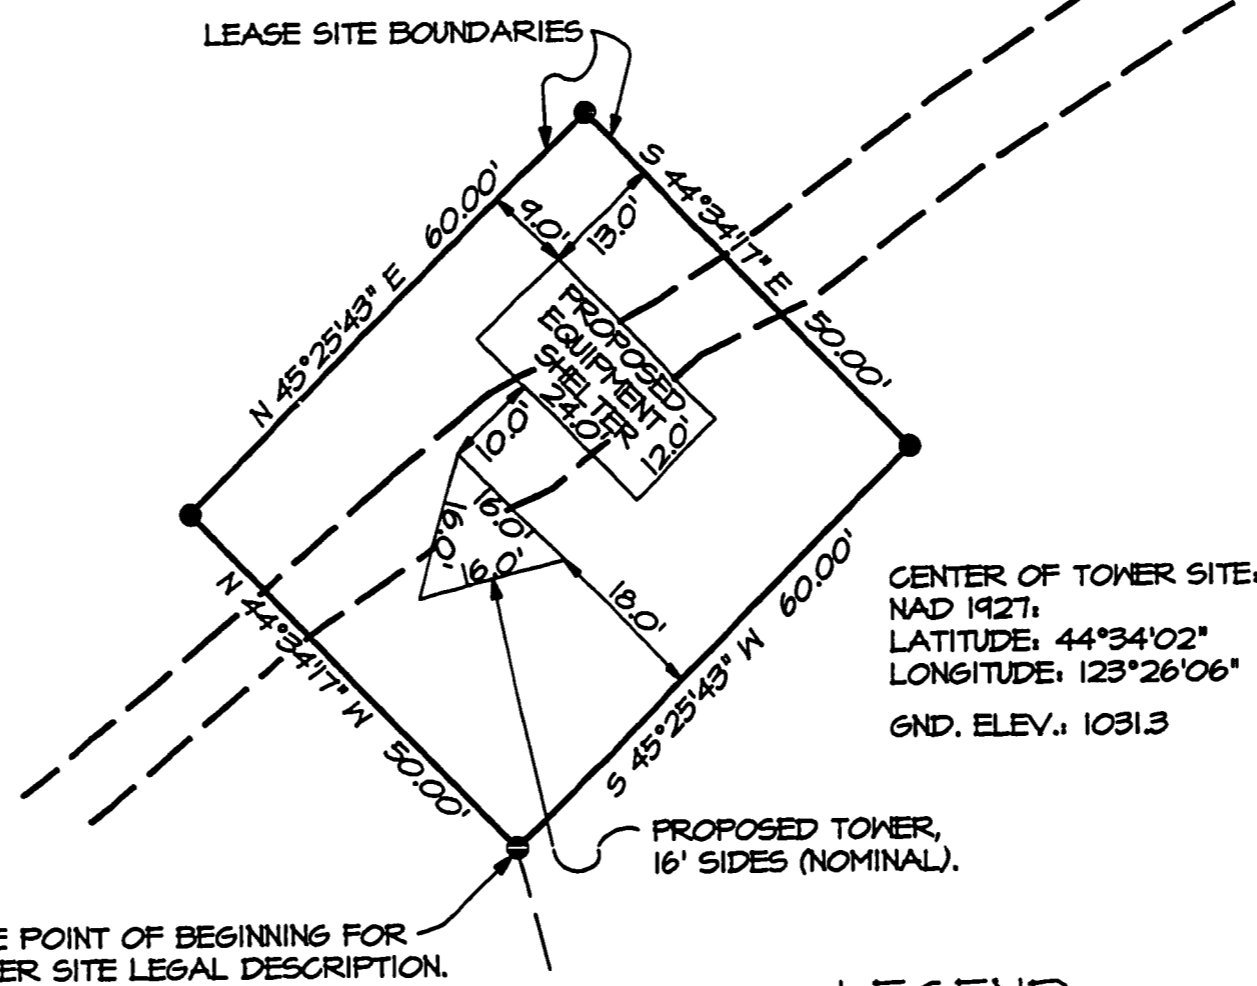 LEASE SITE BOUNDARIES
S 44°34'17" E 50.00'
N 45°25'43" E 60.00'
9.0'
13.0'
PROPOSED
EQUIPMENT
SHELTER
24.0'
12.0'
10.0'
16.0'
16.0'
16.0'
18.0'
N 44°34'17" W 50.00'
S 45°25'43" W 60.00'
CENTER OF TOWER SITE:
NAD 1927:
LATITUDE: 44°34'02"
LONGITUDE: 123°26'06"
GND. ELEV.: 1031.3
PROPOSED TOWER,
16' SIDES (NOMINAL).
E POINT OF BEGINNING FOR
ER SITE LEGAL DESCRIPTION.
LEGEND